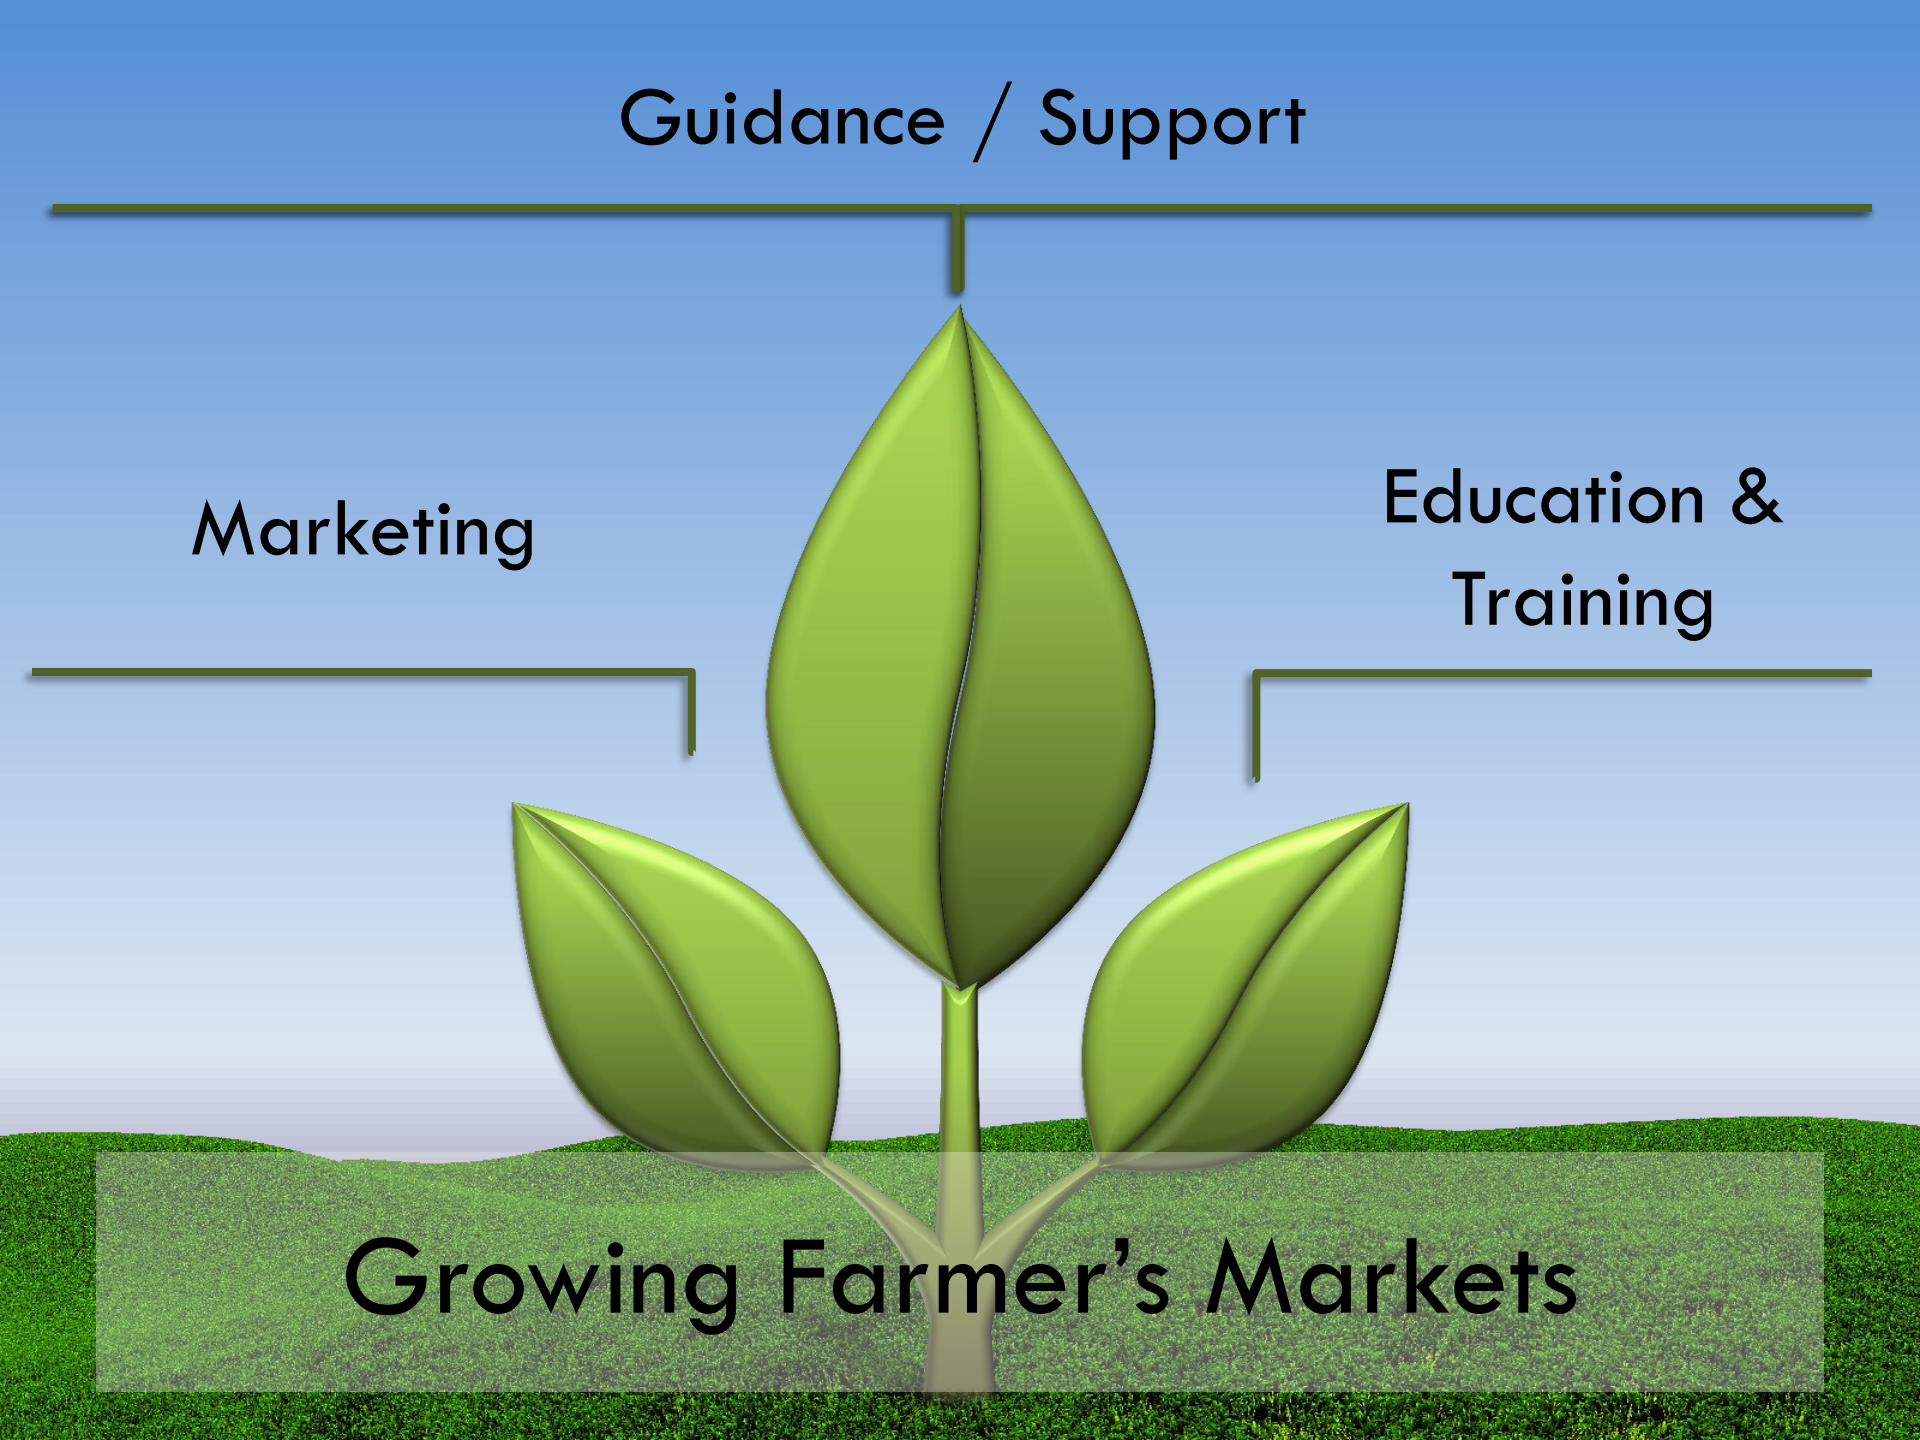 Guidance / Support
Marketing
Education &
Training
Growing Farmer’s Markets